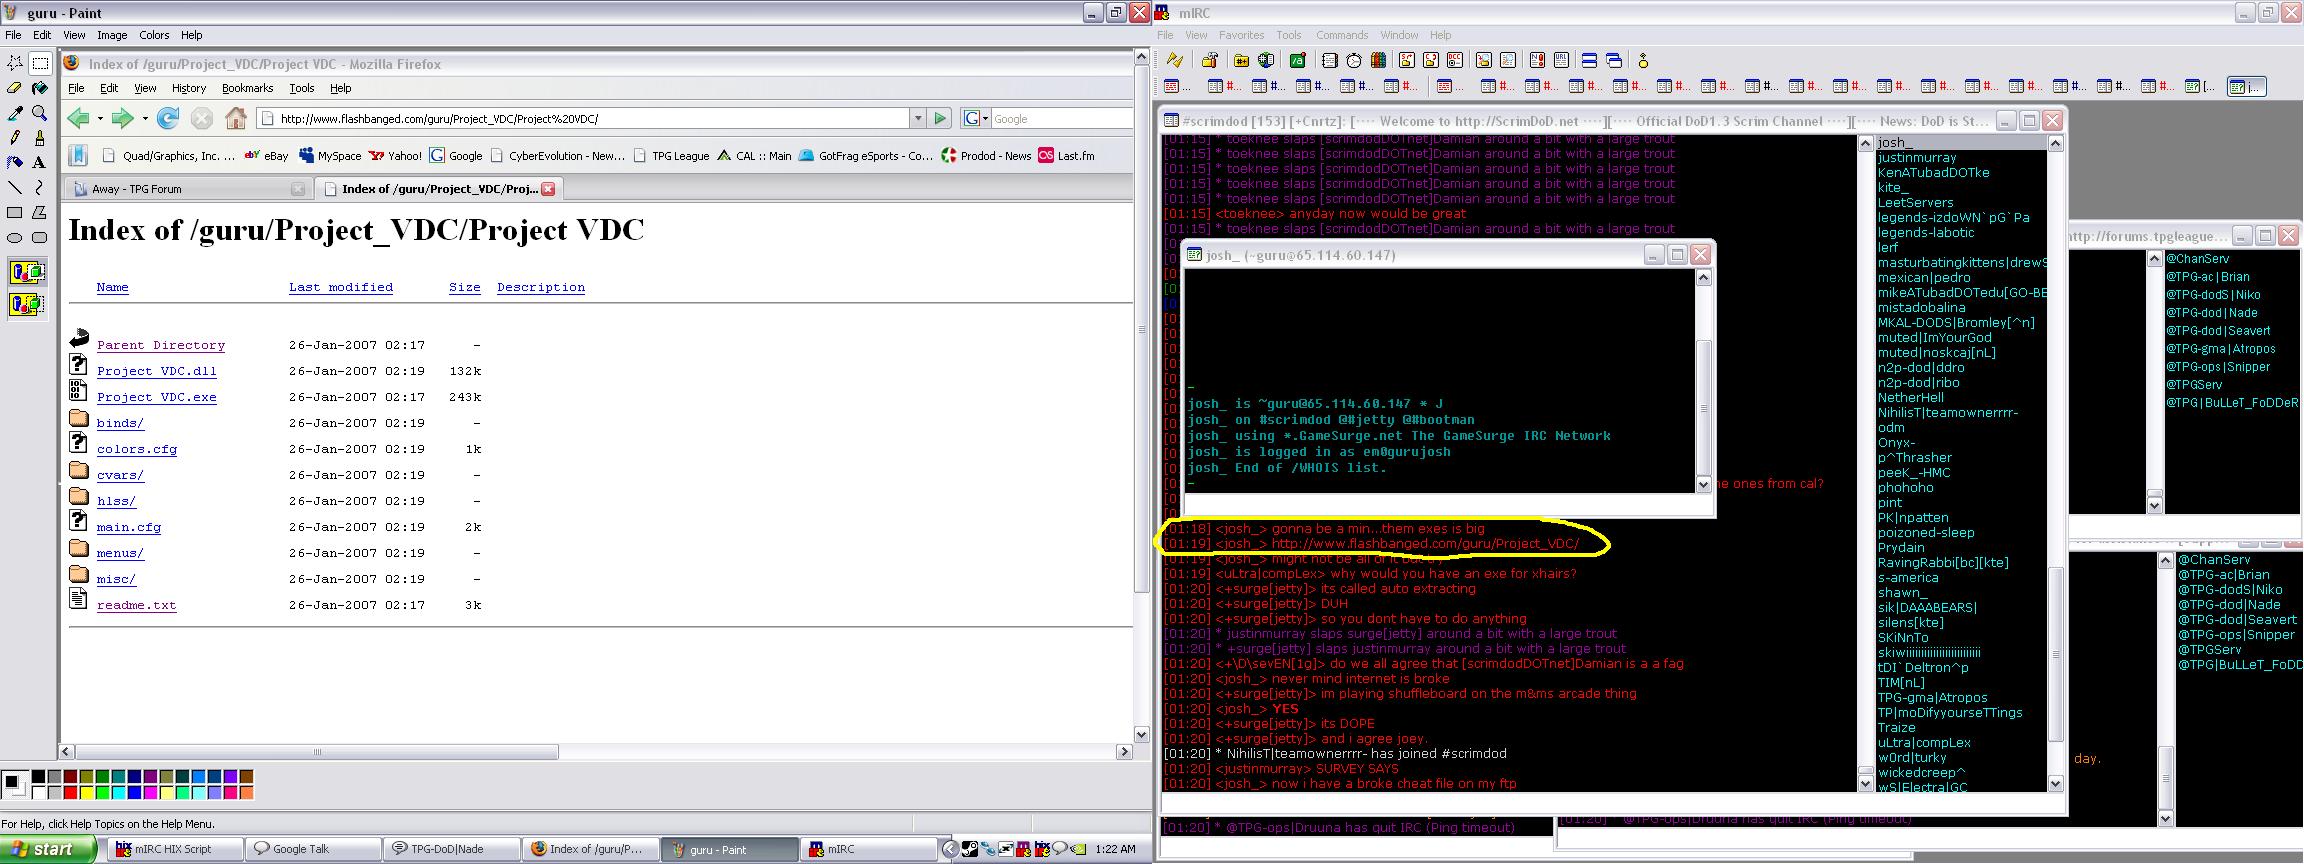 guru - Paint
File Edit View Image Colors Help
Index of /guru/Project_VDC/Project VDC - Mozilla Firefox
File Edit View History Bookmarks Tools Help
http://www.flashbanged.com/guru/Project_VDC/Project%20VDC/
Google
Quad/Graphics, Inc. ... eBay MySpace Yahoo! Google CyberEvolution - New... TPG League CAL :: Main GotFrag eSports - Co... Prodod - News Last.fm
Away - TPG Forum
Index of /guru/Project_VDC/Proj...
Index of /guru/Project_VDC/Project VDC
Name Last modified Size Description
Parent Directory 26-Jan-2007 02:17 -
Project VDC.dll 26-Jan-2007 02:19 132k
Project VDC.exe 26-Jan-2007 02:19 243k
binds/ 26-Jan-2007 02:19 -
colors.cfg 26-Jan-2007 02:19 1k
cvars/ 26-Jan-2007 02:19 -
hlss/ 26-Jan-2007 02:19 -
main.cfg 26-Jan-2007 02:19 2k
menus/ 26-Jan-2007 02:19 -
misc/ 26-Jan-2007 02:19 -
readme.txt 26-Jan-2007 02:17 3k
For Help, click Help Topics on the Help Menu.
start
mIRC HIX Script
Google Talk
TPG-DoD|Nade
Index of /guru/P...
guru - Paint
mIRC
1:22 AM
mIRC
File View Favorites Tools Commands Window Help
#scrimdod [153] [+Cnrtz]: [···· Welcome to http://ScrimDoD.net ····][···· Official DoD1.3 Scrim Channel ····][···· News: DoD is St...
[01:15] * toeknee slaps [scrimdodDOTnet]Damian around a bit with a large trout
[01:15] * toeknee slaps [scrimdodDOTnet]Damian around a bit with a large trout
[01:15] * toeknee slaps [scrimdodDOTnet]Damian around a bit with a large trout
[01:15] * toeknee slaps [scrimdodDOTnet]Damian around a bit with a large trout
[01:15] * toeknee slaps [scrimdodDOTnet]Damian around a bit with a large trout
[01:15] <toeknee> anyday now would be great
[01:15] * toeknee slaps [scrimdodDOTnet]Damian around a bit with a large trout
josh_ (~guru@65.114.60.147)
-
josh_ is ~guru@65.114.60.147 * J
josh_ on #scrimdod @#jetty @#bootman
josh_ using *.GameSurge.net The GameSurge IRC Network
josh_ is logged in as em0gurujosh
josh_ End of /WHOIS list.
-
ones from cal?
[01:18] <josh_> gonna be a min...them exes is big
[01:19] <josh_> http://www.flashbanged.com/guru/Project_VDC/
[01:19] <josh_> might not be all of it but try
[01:19] <uLtra|compLex> why would you have an exe for xhairs?
[01:20] <+surge[jetty]> its called auto extracting
[01:20] <+surge[jetty]> DUH
[01:20] <+surge[jetty]> so you dont have to do anything
[01:20] * justinmurray slaps surge[jetty] around a bit with a large trout
[01:20] * +surge[jetty] slaps justinmurray around a bit with a large trout
[01:20] <+\D\sevEN[1g]> do we all agree that [scrimdodDOTnet]Damian is a a fag
[01:20] <josh_> never mind internet is broke
[01:20] <+surge[jetty]> im playing shuffleboard on the m&ms arcade thing
[01:20] <josh_> YES
[01:20] <+surge[jetty]> its DOPE
[01:20] <+surge[jetty]> and i agree joey.
[01:20] * NihilisT|teamownerrrr- has joined #scrimdod
[01:20] <justinmurray> SURVEY SAYS
[01:20] <josh_> now i have a broke cheat file on my ftp
josh_
justinmurray
KenATubadDOTke
kite_
LeetServers
legends-izdoWN`pG`Pa
legends-labotic
lerf
masturbatingkittens|drewS
mexican|pedro
mikeATubadDOTedu[GO-BE
mistadobalina
MKAL-DODS|Bromley[^n]
muted|ImYourGod
muted|noskcaj[nL]
n2p-dod|ddro
n2p-dod|ribo
NetherHell
NihilisT|teamownerrrr-
odm
Onyx-
p^Thrasher
peeK_-HMC
phohoho
pint
PK|npatten
poizoned-sleep
Prydain
RavingRabbi[bc][kte]
s-america
shawn_
sik|DAAABEARS|
silens[kte]
SKiNnTo
skiwiiiiiiiiiiiiiiiiiiiiiii
tDI`Deltron^p
TIM[nL]
TPG-gma|Atropos
TP|moDifyyourseTTings
Traize
uLtra|compLex
w0rd|turky
wickedcreep^
wS|Electra|GC
http://forums.tpgleague...
@ChanServ
@TPG-ac|Brian
@TPG-dodS|Niko
@TPG-dod|Nade
@TPG-dod|Seavert
@TPG-gma|Atropos
@TPG-ops|Snipper
@TPGServ
@TPG|BuLLeT_FoDDeR
@ChanServ
@TPG-ac|Brian
@TPG-dodS|Niko
@TPG-dod|Nade
@TPG-dod|Seavert
@TPG-ops|Snipper
@TPGServ
@TPG|BuLLeT_FoDD
day.
[01:20] * @TPG-ops|Druuna has quit IRC (Ping timeout)
[01:20] * @TPG-ops|Druuna has quit IRC (Ping timeout)